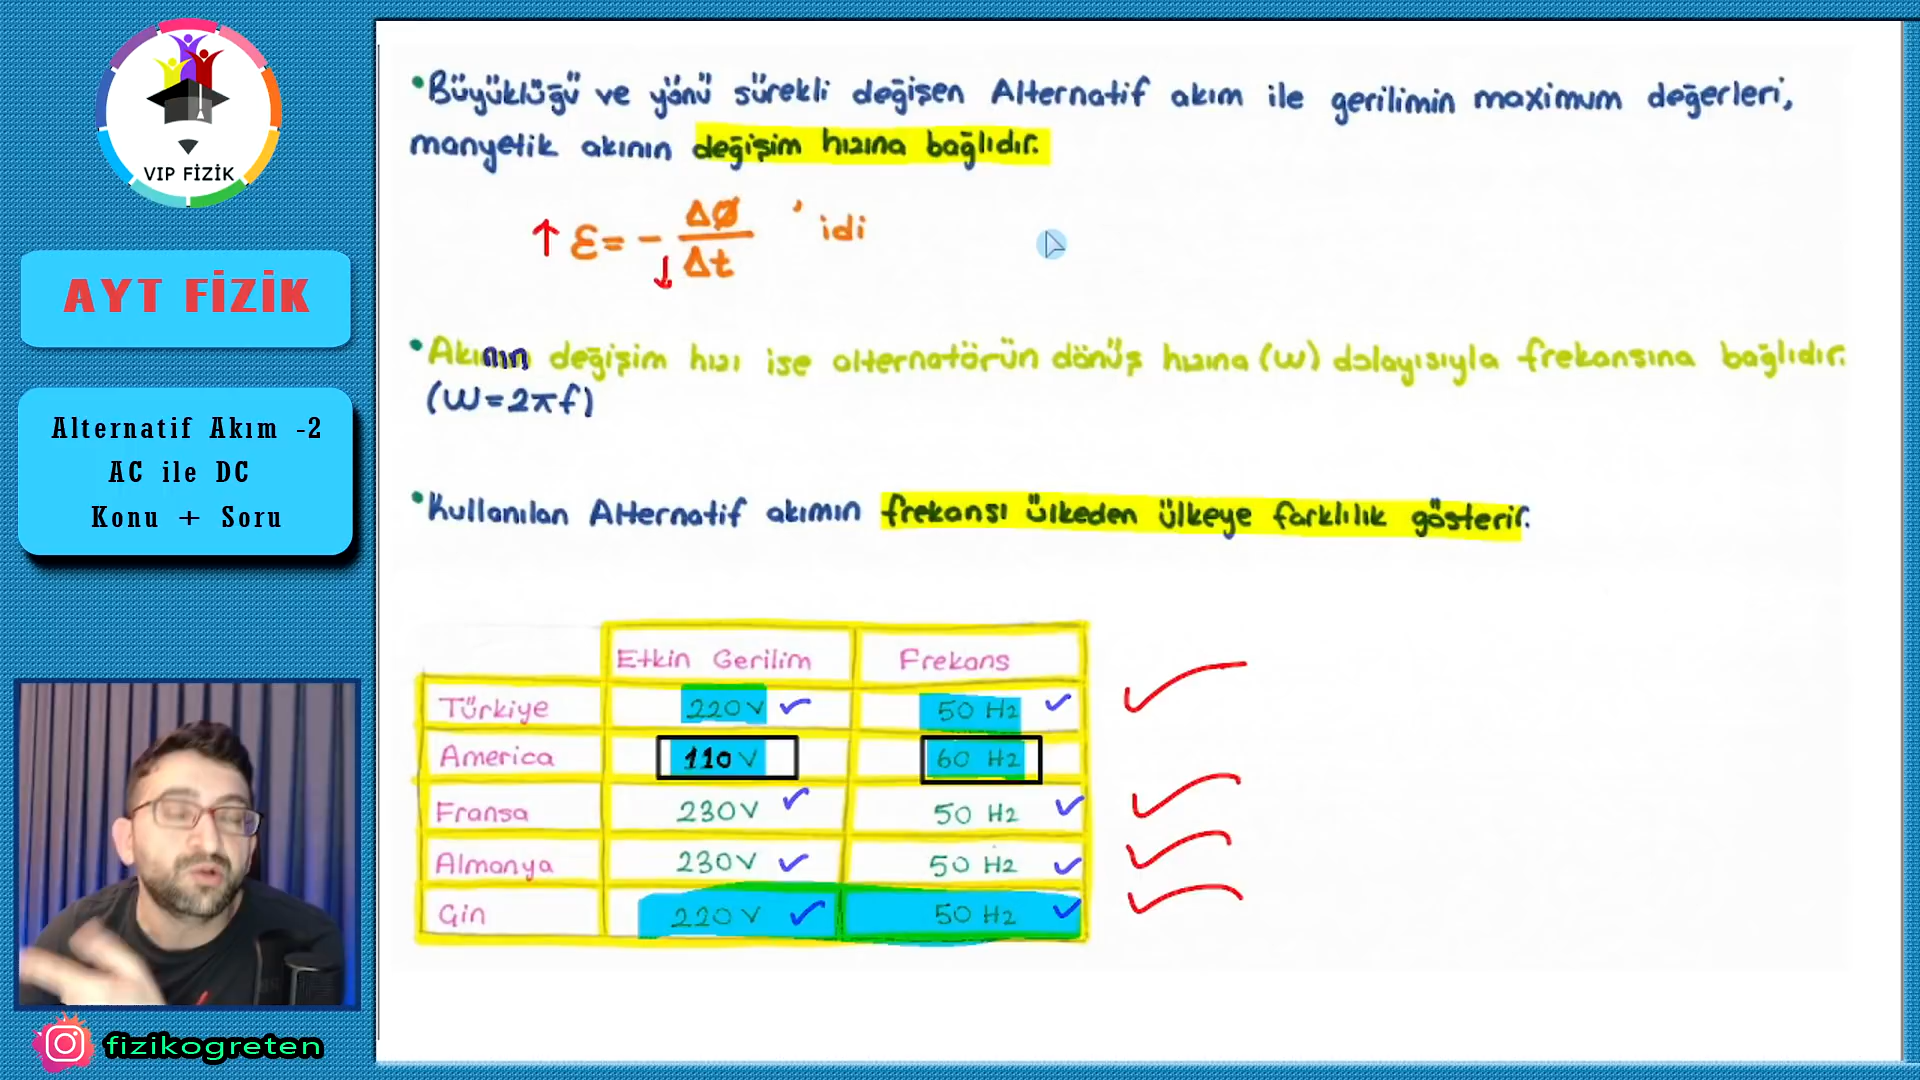 VIP FİZİK
AYT FİZİK
Alternatif Akım -2
AC ile DC
Konu + Soru
fizikogreten
•Büyüklüğü ve yönü sürekli değişen Alternatif akım ile gerilimin maximum değerleri,
manyetik akının değişim hızına bağlıdır.
↑ ε = - ΔØ / ↓ Δt ' idi
•Akının değişim hızı ise alternatörün dönüş hızına (w) dolayısıyla frekansına bağlıdır.
(W=2πf)
•Kullanılan Alternatif akımın frekansı ülkeden ülkeye farklılık gösterir.
Etkin Gerilim Frekans
Türkiye 220V ✓ 50 Hz ✓
America 110 V 60 Hz
Fransa 230V ✓ 50 Hz ✓
Almanya 230V ✓ 50 Hz ✓
Çin 220V ✓ 50 Hz ✓